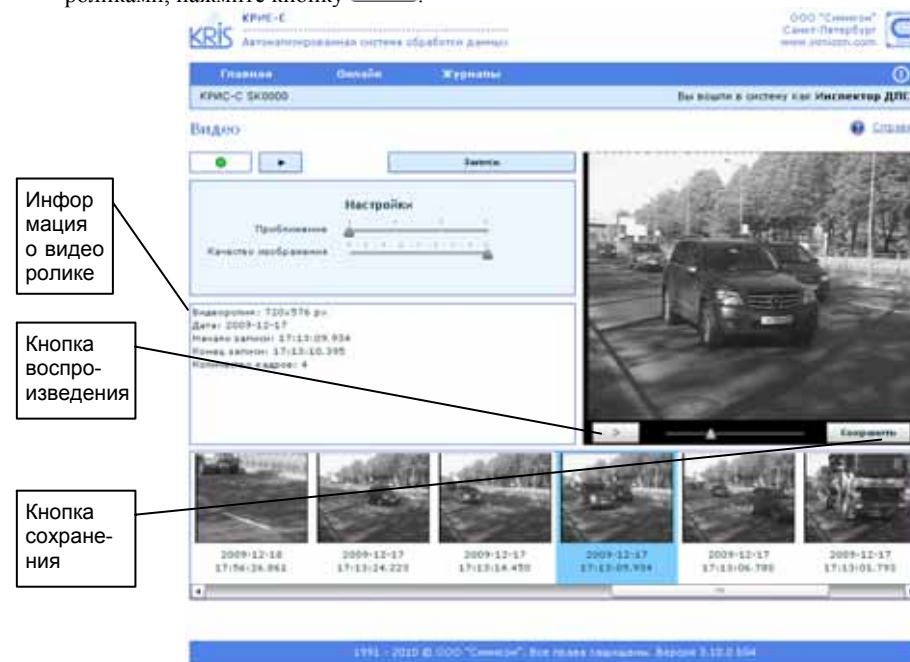 роликами, нажмите кнопку
КРИС-С
KRIS
Автоматизированная система обработки данных
ООО "Симикон"
Санкт-Петербург
www.simicon.com
Главная Онлайн Журналы
КРИС-С SK0000
Вы вошли в систему как Инспектор ДПС
Видео
Справк
Запись
Настройки
Приближение
Качество изображения
Инфор
мация
о видео
ролике
Видеоролик: 720x576 px
Дата: 2009-12-17
Начало записи: 17:13:09.934
Конец записи: 17:13:10.395
Количество кадров: 4
Кнопка
воспро-
изведения
>
Сохранить
Кнопка
сохране-
ния
2009-12-18 2009-12-17 2009-12-17 2009-12-17 2009-12-17 2009-12-17
17:56:26.861 17:13:24.223 17:13:14.450 17:13:09.934 17:13:06.780 17:13:01.793
1991 - 2010 © ООО "Симикон". Все права защищены. Версия 3.10.0